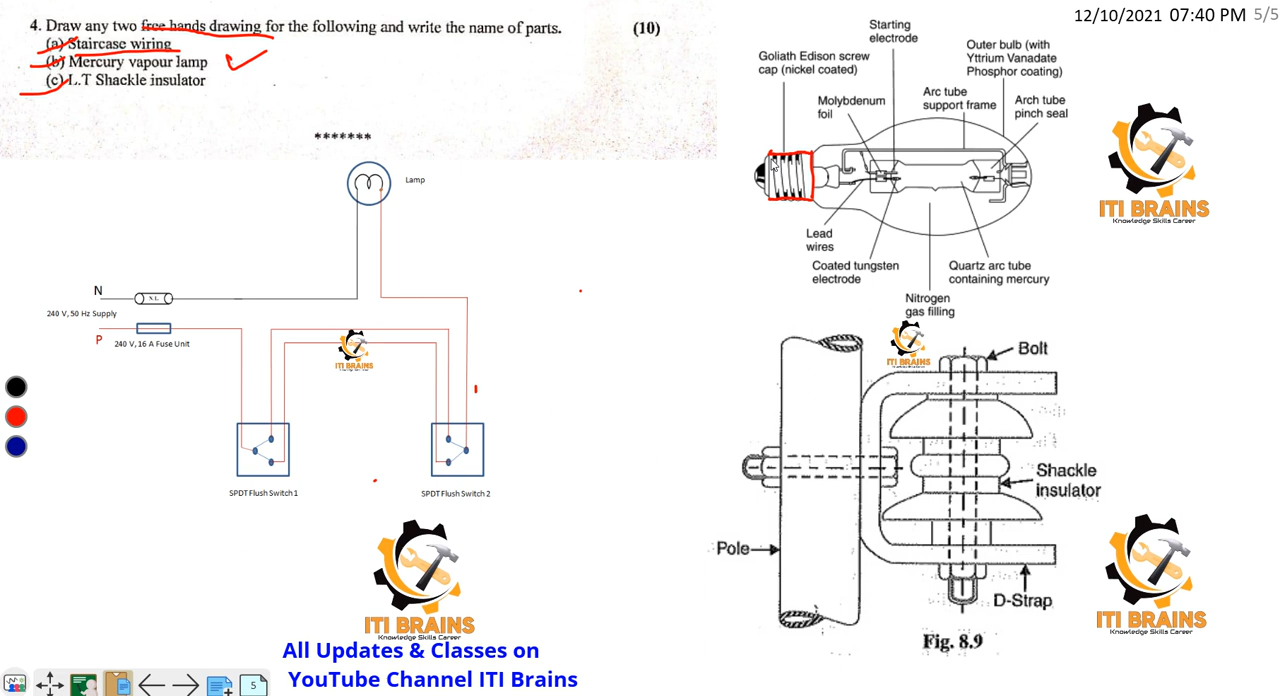 12/10/2021 07:40 PM 5/5
4. Draw any two free hands drawing for the following and write the name of parts. (10)
(a) Staircase wiring
(b) Mercury vapour lamp
(c) L.T Shackle insulator
*******
Lamp
N
N.L
240 V, 50 Hz Supply
P
240 V, 16 A Fuse Unit
ITI BRAINS
SPDT Flush Switch 1
SPDT Flush Switch 2
ITI BRAINS
Knowledge Skills Career
All Updates & Classes on
YouTube Channel ITI Brains
5
Starting
electrode
Goliath Edison screw
cap (nickel coated)
Outer bulb (with
Yttrium Vanadate
Phosphor coating)
Molybdenum
foil
Arc tube
support frame
Arch tube
pinch seal
Lead
wires
Coated tungsten
electrode
Quartz arc tube
containing mercury
Nitrogen
gas filling
ITI BRAINS
Knowledge Skills Career
ITI BRAINS
Bolt
Shackle
insulator
Pole
D-Strap
Fig. 8.9
ITI BRAINS
Knowledge Skills Career